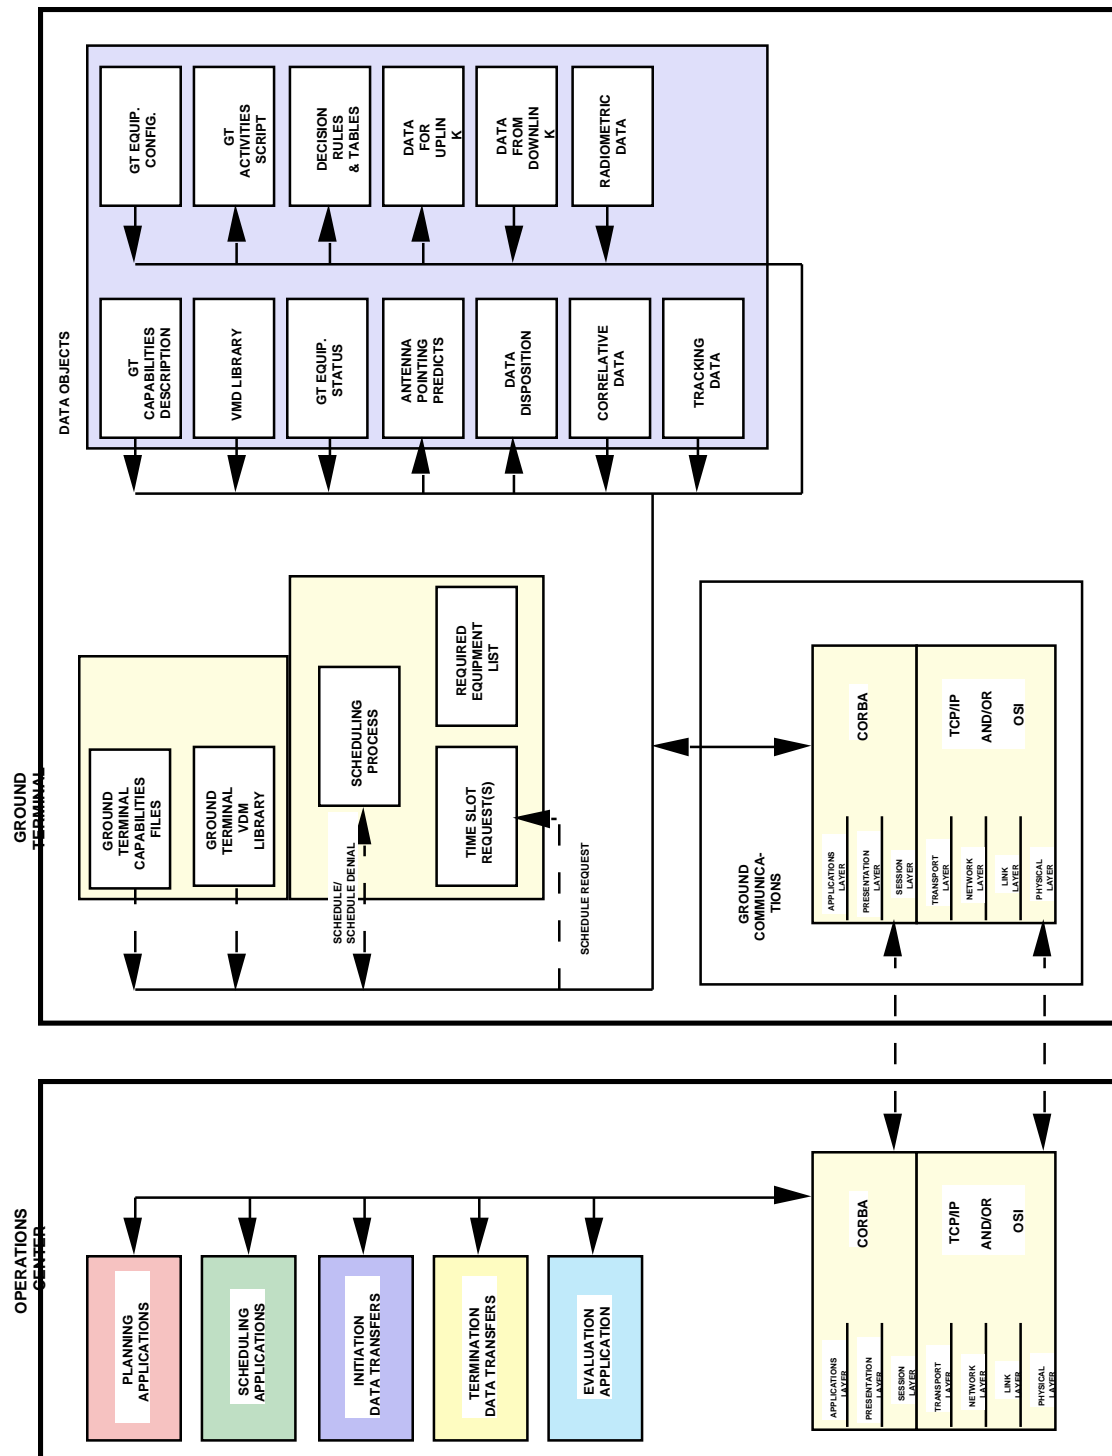 GROUND
TERMINAL
DATA OBJECTS
GT EQUIP.
CONFIG.
GT
ACTIVITIES
SCRIPT
DECISION
RULES
& TABLES
DATA
FOR
UPLIN
K
DATA
FROM
DOWNLIN
K
RADIOMETRIC
DATA
GT
CAPABILITIES
DESCRIPTION
VMD LIBRARY
GT EQUIP.
STATUS
ANTENNA
POINTING
PREDICTS
DATA
DISPOSITION
CORRELATIVE
DATA
TRACKING
DATA
GROUND
TERMINAL
CAPABILITIES
FILES
GROUND
TERMINAL
VDM
LIBRARY
SCHEDULING
PROCESS
REQUIRED
EQUIPMENT
LIST
TIME SLOT
REQUEST(S)
SCHEDULE/
SCHEDULE DENIAL
SCHEDULE REQUEST
GROUND
COMMUNICA-
TIONS
CORBA
TCP/IP
AND/OR
OSI
APPLICATIONS
LAYER
PRESENTATION
LAYER
SESSION
LAYER
TRANSPORT
LAYER
NETWORK
LAYER
LINK
LAYER
PHYSICAL
LAYER
OPERATIONS
CENTER
PLANNING
APPLICATIONS
SCHEDULING
APPLICATIONS
INITIATION
DATA TRANSFERS
TERMINATION
DATA TRANSFERS
EVALUATION
APPLICATION
CORBA
TCP/IP
AND/OR
OSI
APPLICATIONS
LAYER
PRESENTATION
LAYER
SESSION
LAYER
TRANSPORT
LAYER
NETWORK
LAYER
LINK
LAYER
PHYSICAL
LAYER